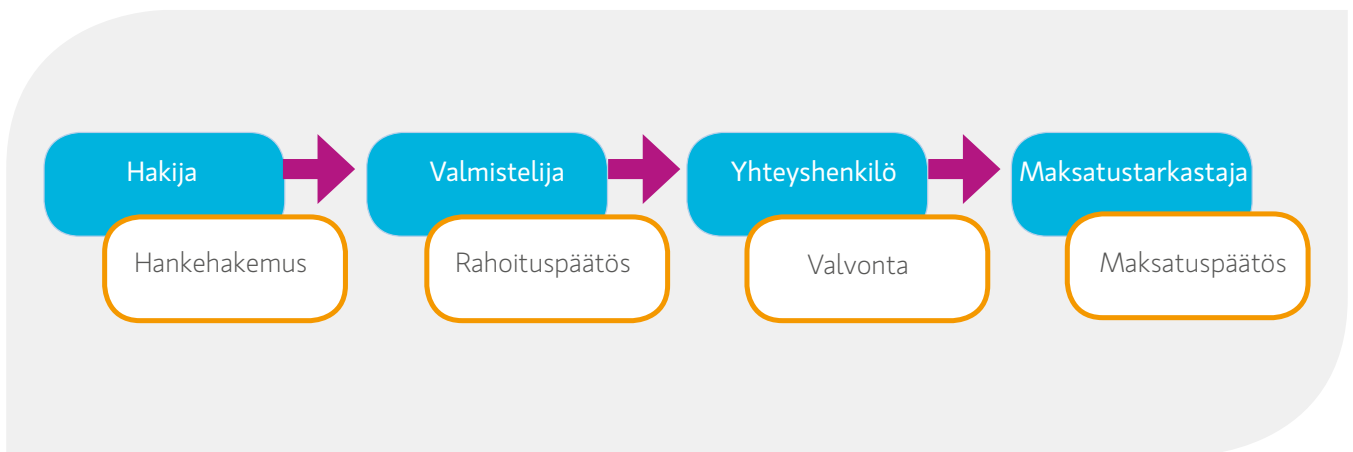 Hakija
Valmistelija
Yhteyshenkilö
Maksatustarkastaja
Hankehakemus
Rahoituspäätös
Valvonta
Maksatuspäätös